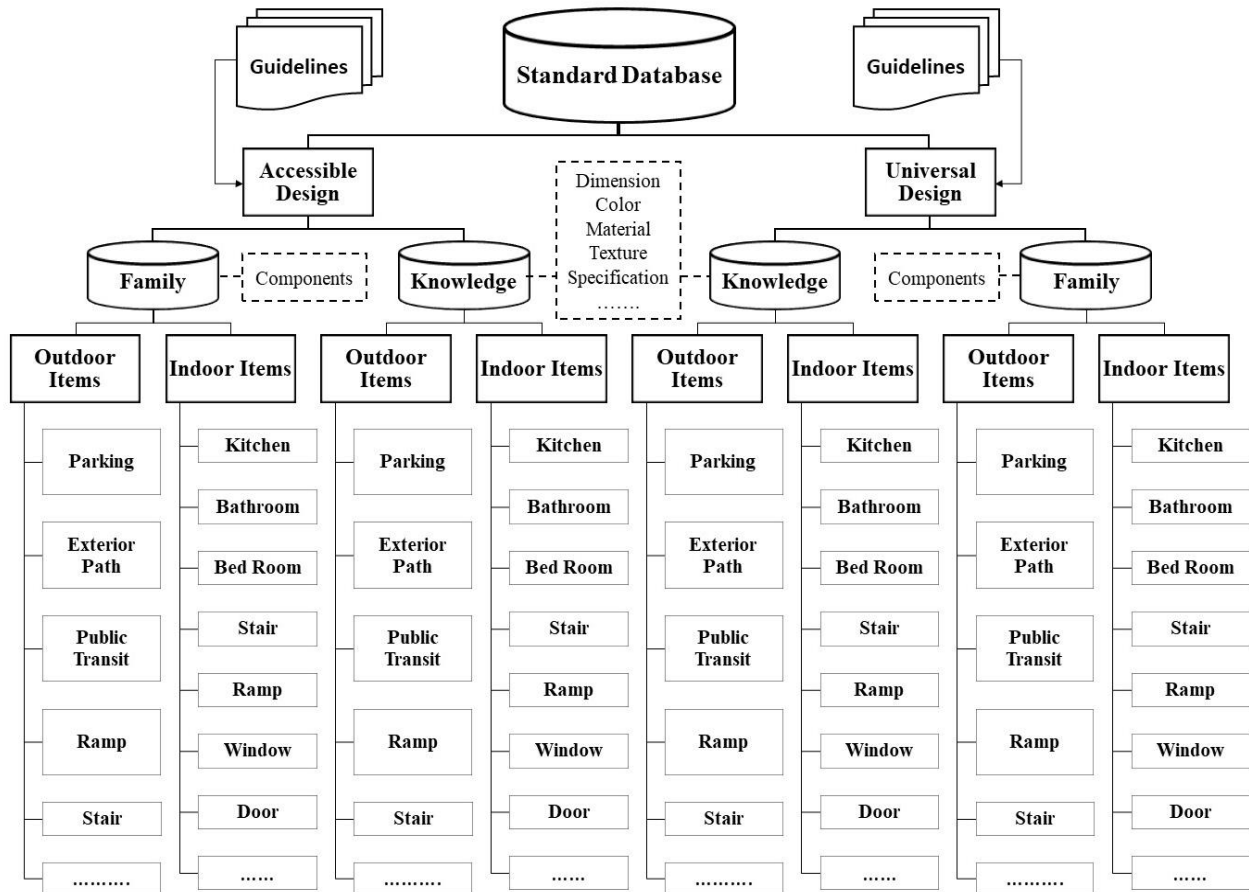 Guidelines
Standard Database
Guidelines
Accessible
Design
Universal
Design
Dimension
Color
Material
Texture
Specification
.......
Family
Components
Knowledge
Knowledge
Components
Family
Outdoor
Items
Indoor Items
Outdoor
Items
Indoor Items
Outdoor
Items
Indoor Items
Outdoor
Items
Indoor Items
Parking
Exterior
Path
Public
Transit
Ramp
Stair
..........
Kitchen
Bathroom
Bed Room
Stair
Ramp
Window
Door
......
Parking
Exterior
Path
Public
Transit
Ramp
Stair
..........
Kitchen
Bathroom
Bed Room
Stair
Ramp
Window
Door
......
Parking
Exterior
Path
Public
Transit
Ramp
Stair
..........
Kitchen
Bathroom
Bed Room
Stair
Ramp
Window
Door
......
Parking
Exterior
Path
Public
Transit
Ramp
Stair
..........
Kitchen
Bathroom
Bed Room
Stair
Ramp
Window
Door
......